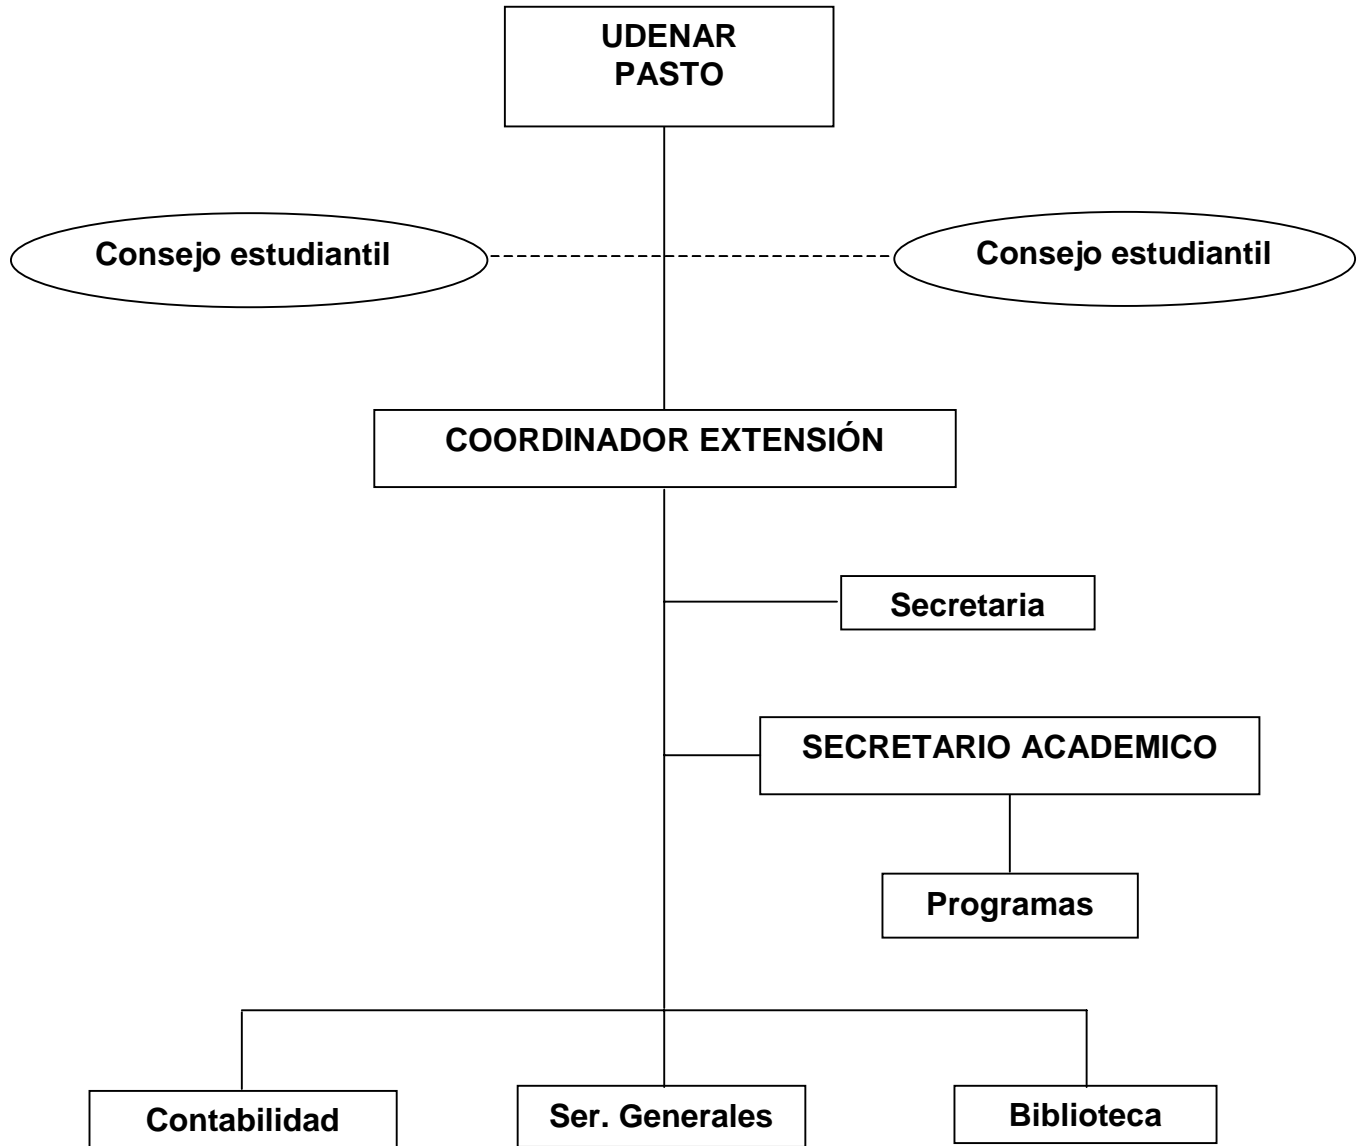 UDENAR
PASTO
Consejo estudiantil
Consejo estudiantil
COORDINADOR EXTENSIÓN
Secretaria
SECRETARIO ACADEMICO
Programas
Contabilidad
Ser. Generales
Biblioteca